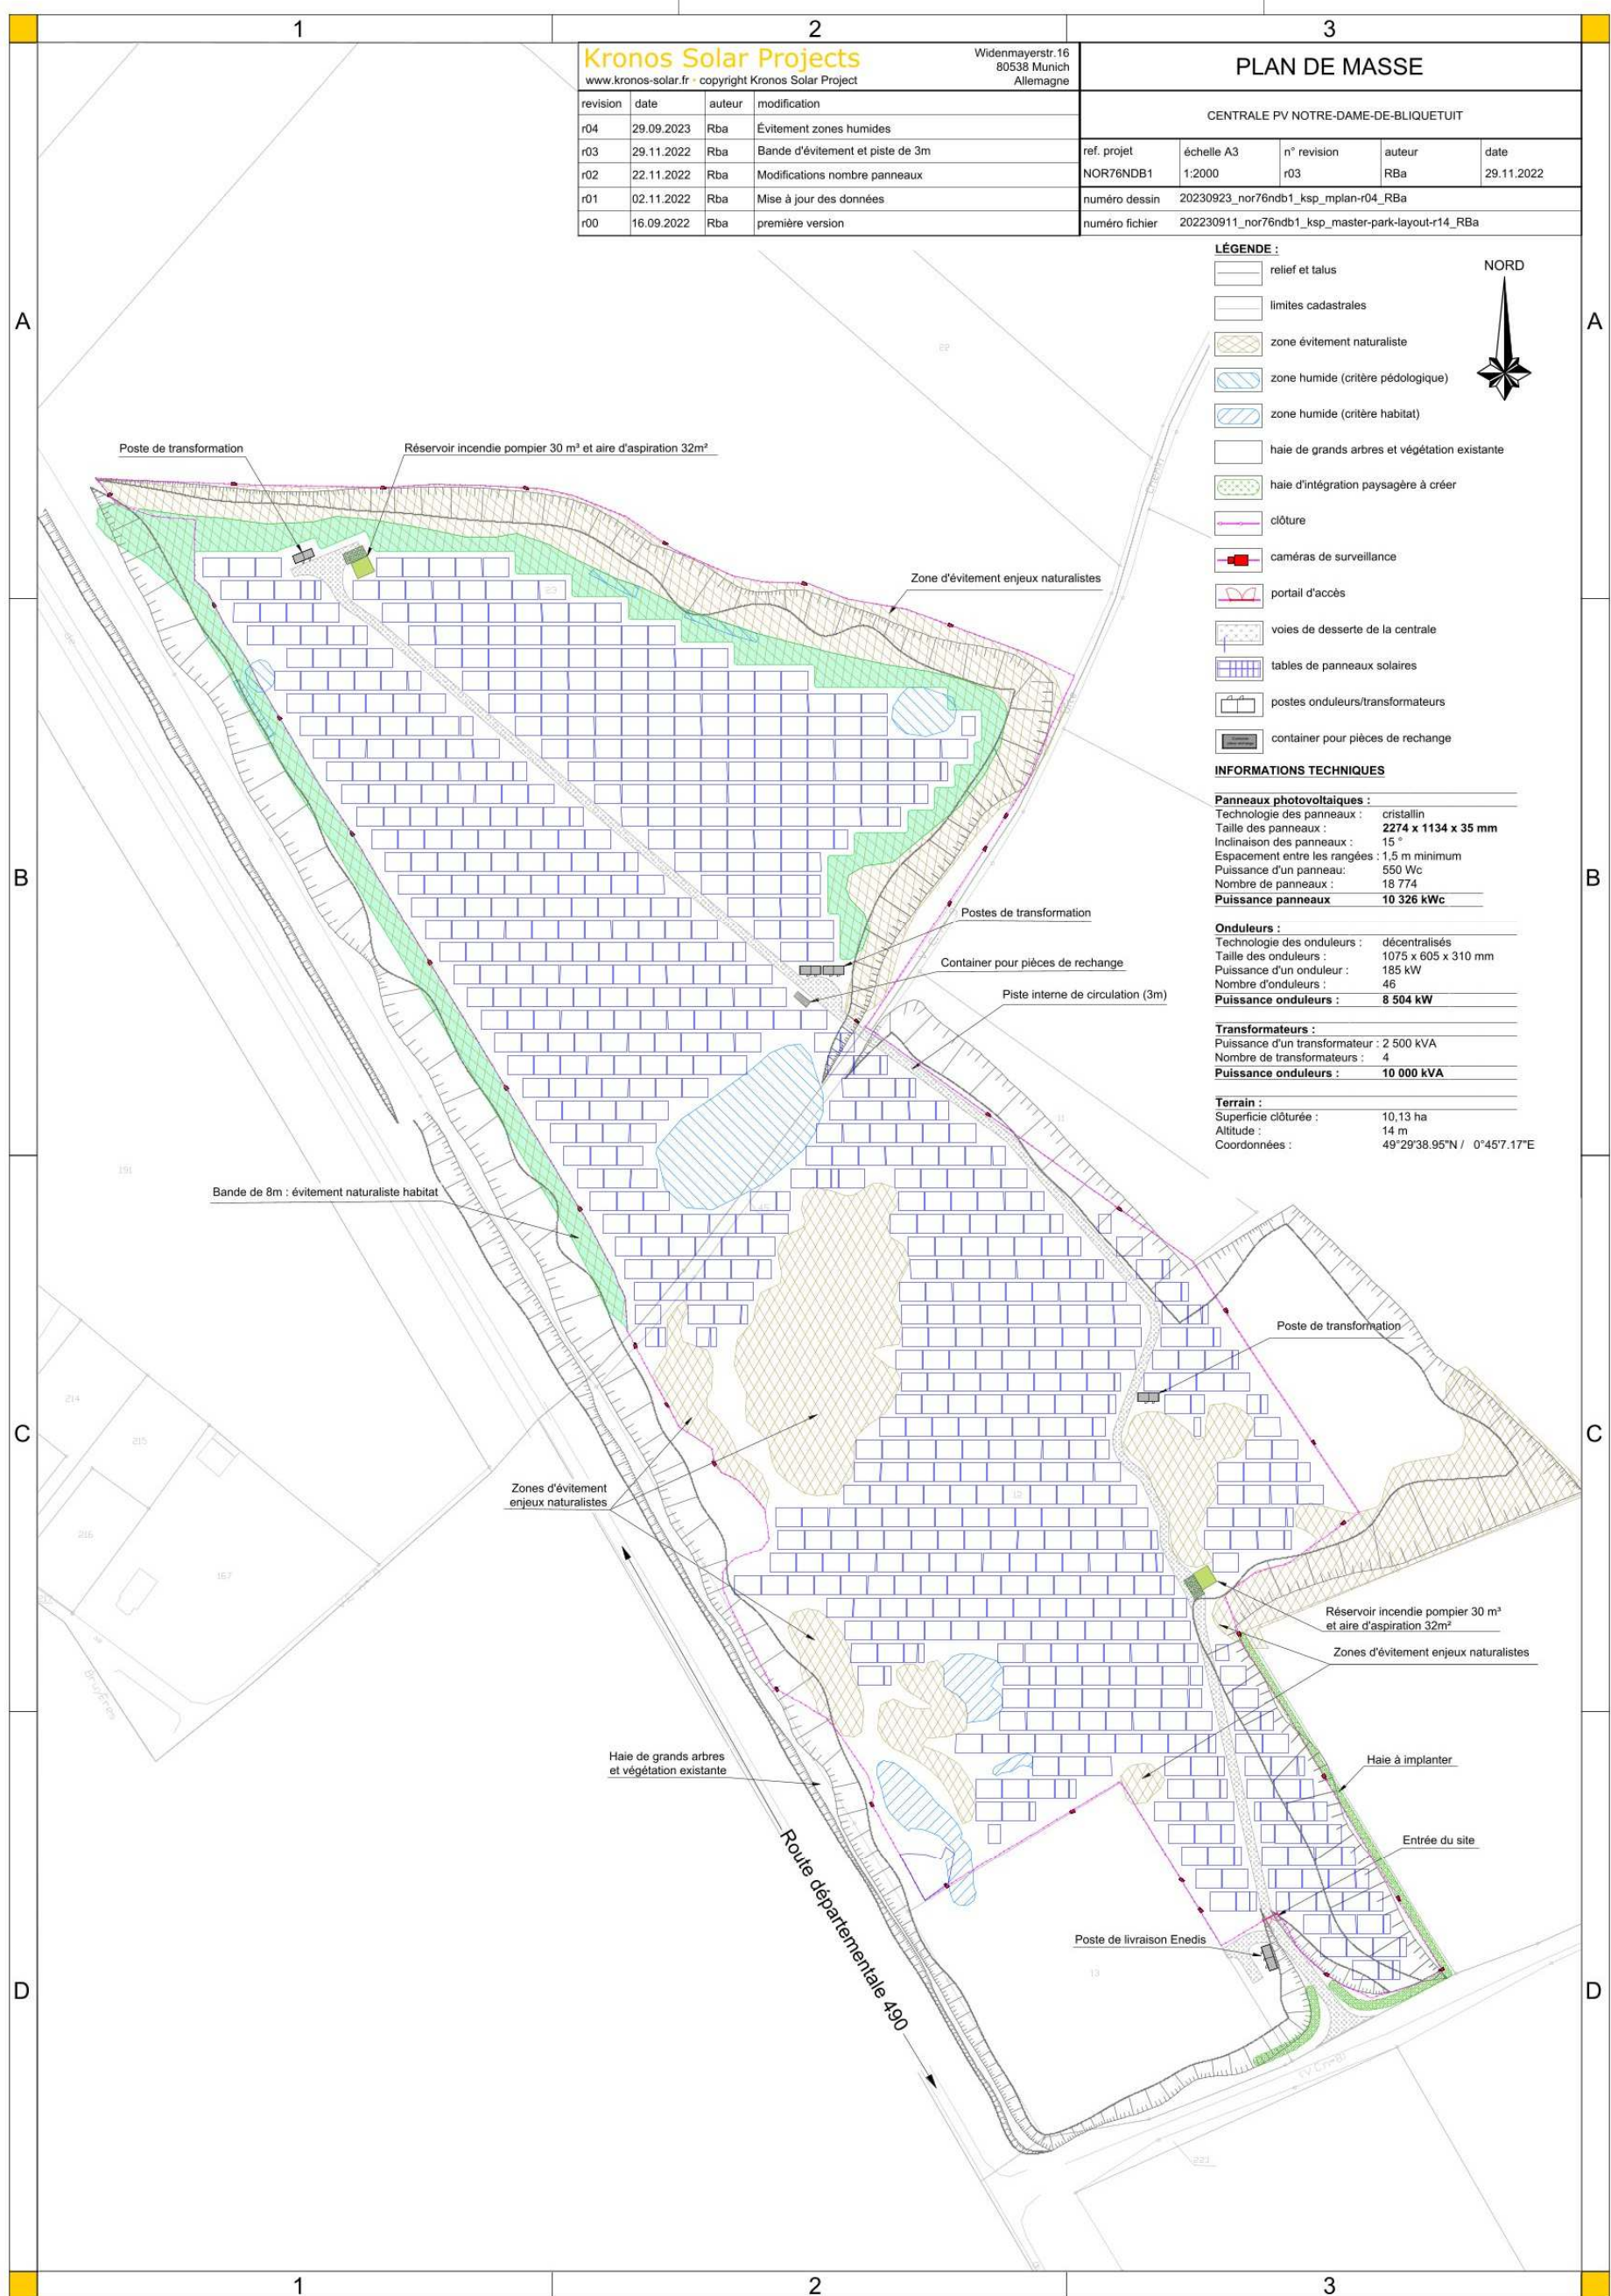 1
2
3
Kronos Solar Projects
www.kronos-solar.fr - copyright Kronos Solar Project
Widenmayerstr.16
80538 Munich
Allemagne
revision date auteur modification
r04 29.09.2023 Rba Évitement zones humides
r03 29.11.2022 Rba Bande d'évitement et piste de 3m
r02 22.11.2022 Rba Modifications nombre panneaux
r01 02.11.2022 Rba Mise à jour des données
r00 16.09.2022 Rba première version
PLAN DE MASSE
CENTRALE PV NOTRE-DAME-DE-BLIQUETUIT
ref. projet échelle A3 n° revision auteur date
NOR76NDB1 1:2000 r03 RBa 29.11.2022
numéro dessin 20230923_nor76ndb1_ksp_mplan-r04_RBa
numéro fichier 202230911_nor76ndb1_ksp_master-park-layout-r14_RBa
LÉGENDE :
relief et talus
limites cadastrales
zone évitement naturaliste
zone humide (critère pédologique)
zone humide (critère habitat)
haie de grands arbres et végétation existante
haie d'intégration paysagère à créer
clôture
caméras de surveillance
portail d'accès
voies de desserte de la centrale
tables de panneaux solaires
postes onduleurs/transformateurs
container pour pièces de rechange
NORD
INFORMATIONS TECHNIQUES
Panneaux photovoltaiques :
Technologie des panneaux : cristallin
Taille des panneaux : 2274 x 1134 x 35 mm
Inclinaison des panneaux : 15 °
Espacement entre les rangées : 1,5 m minimum
Puissance d'un panneau: 550 Wc
Nombre de panneaux : 18 774
Puissance panneaux 10 326 kWc
Onduleurs :
Technologie des onduleurs : décentralisés
Taille des onduleurs : 1075 x 605 x 310 mm
Puissance d'un onduleur : 185 kW
Nombre d'onduleurs : 46
Puissance onduleurs : 8 504 kW
Transformateurs :
Puissance d'un transformateur : 2 500 kVA
Nombre de transformateurs : 4
Puissance onduleurs : 10 000 kVA
Terrain :
Superficie clôturée : 10,13 ha
Altitude : 14 m
Coordonnées : 49°29'38.95"N / 0°45'7.17"E
A
A
Poste de transformation
Réservoir incendie pompier 30 m³ et aire d'aspiration 32m²
Zone d'évitement enjeux naturalistes
B
B
Postes de transformation
Container pour pièces de rechange
Piste interne de circulation (3m)
191
Bande de 8m : évitement naturaliste habitat
Poste de transformation
214
215
C
C
Zones d'évitement
enjeux naturalistes
12
216
167
Réservoir incendie pompier 30 m³
et aire d'aspiration 32m²
Zones d'évitement enjeux naturalistes
Bruyères
Haie de grands arbres
et végétation existante
Haie à implanter
Entrée du site
Route départementale 490
Poste de livraison Enedis
13
D
D
221
1
2
3